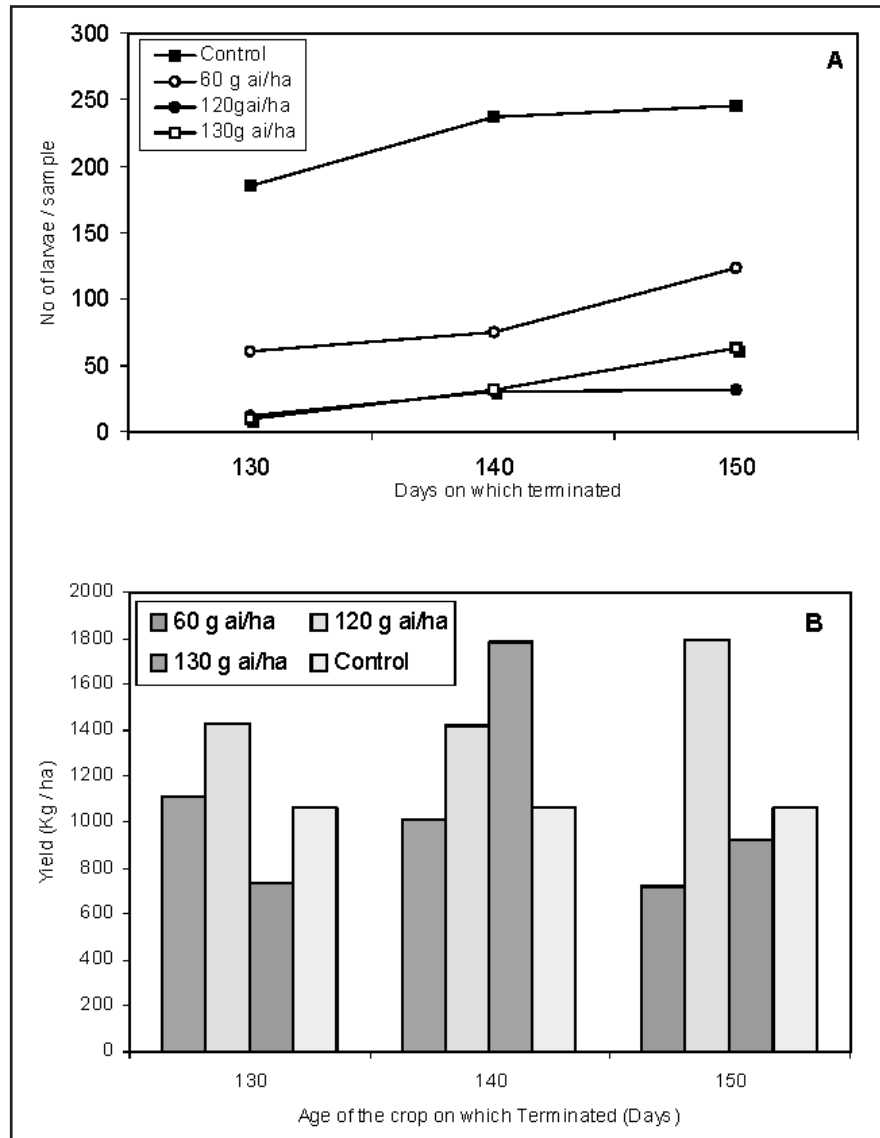 A
Control
60 g ai/ha
120gai/ha
130g ai/ha
300
250
200
150
100
50
0
No of larvae / sample
130 140 150
Days on which terminated
B
60 g ai/ha 120 g ai/ha
130 g ai/ha Control
2000
1800
1600
1400
1200
1000
800
600
400
200
0
Yield (Kg / ha)
130 140 150
Age of the crop on which Terminated (Days)